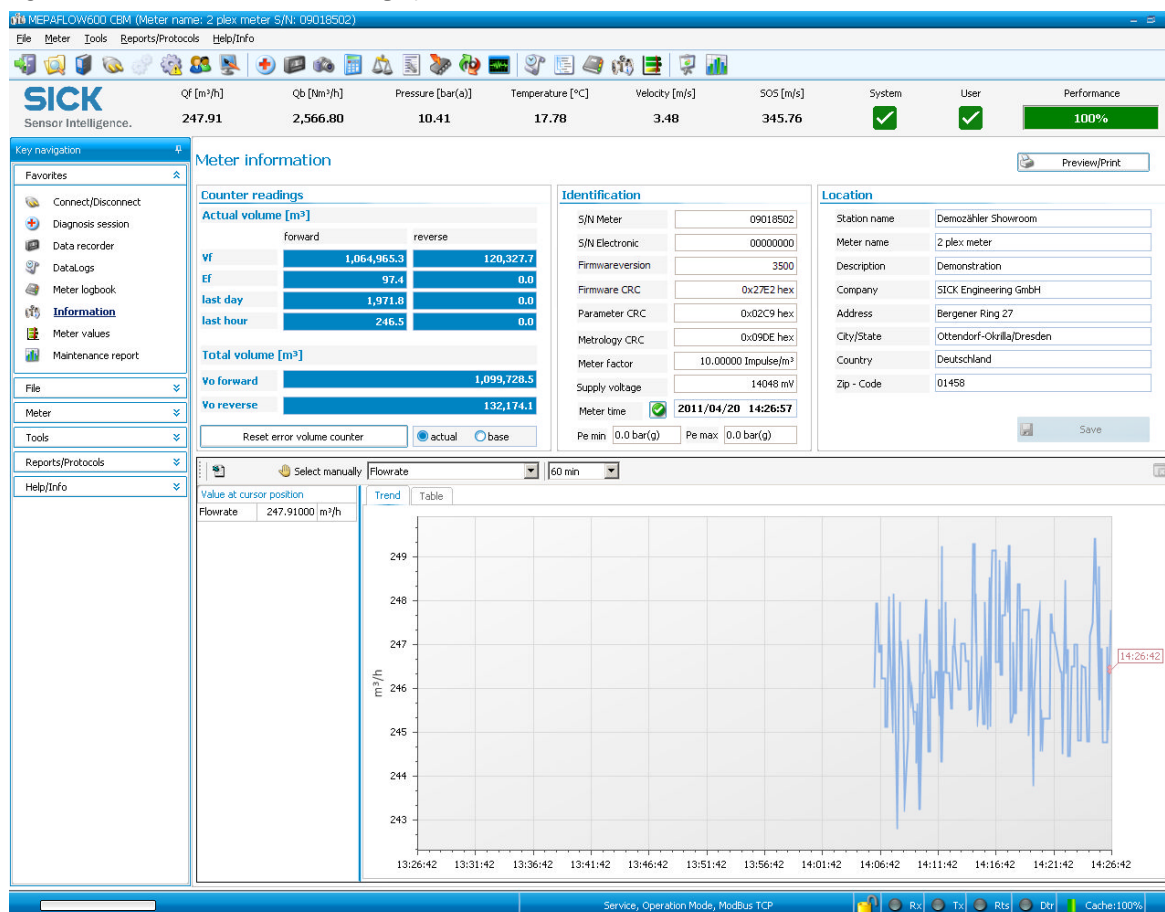 MEPAFLOW600 CBM (Meter name: 2 plex meter S/N: 09018502)
File Meter Tools Reports/Protocols Help/Info
SICK
Sensor Intelligence.
Qf [m³/h] Qb [Nm³/h] Pressure [bar(a)] Temperature [°C] Velocity [m/s] SOS [m/s] System User Performance
247.91 2,566.80 10.41 17.78 3.48 345.76 100%
Key navigation
Favorites
Connect/Disconnect
Diagnosis session
Data recorder
DataLogs
Meter logbook
Information
Meter values
Maintenance report
File
Meter
Tools
Reports/Protocols
Help/Info
Meter information
Preview/Print
Counter readings
Actual volume [m³]
forward reverse
Vf 1,064,965.3 120,327.7
Ef 97.4 0.0
last day 1,971.8 0.0
last hour 246.5 0.0
Total volume [m³]
Vo forward 1,099,728.5
Vo reverse 132,174.1
Reset error volume counter actual base
Identification
S/N Meter 09018502
S/N Electronic 00000000
Firmwareversion 3500
Firmware CRC 0x27E2 hex
Parameter CRC 0x02C9 hex
Metrology CRC 0x09DE hex
Meter factor 10.00000 Impulse/m³
Supply voltage 14048 mV
Meter time 2011/04/20 14:26:57
Pe min 0.0 bar(g) Pe max 0.0 bar(g)
Location
Station name Demozähler Showroom
Meter name 2 plex meter
Description Demonstration
Company SICK Engineering GmbH
Address Bergener Ring 27
City/State Ottendorf-Okrilla/Dresden
Country Deutschland
Zip - Code 01458
Save
Select manually Flowrate 60 min
Value at cursor position
Flowrate 247.91000 m³/h
Trend Table
249
248
247
246
245
244
243
m³/h
14:26:42
13:26:42 13:31:42 13:36:42 13:41:42 13:46:42 13:51:42 13:56:42 14:01:42 14:06:42 14:11:42 14:16:42 14:21:42 14:26:42
Service, Operation Mode, ModBus TCP Rx Tx Rts Dtr Cache:100%